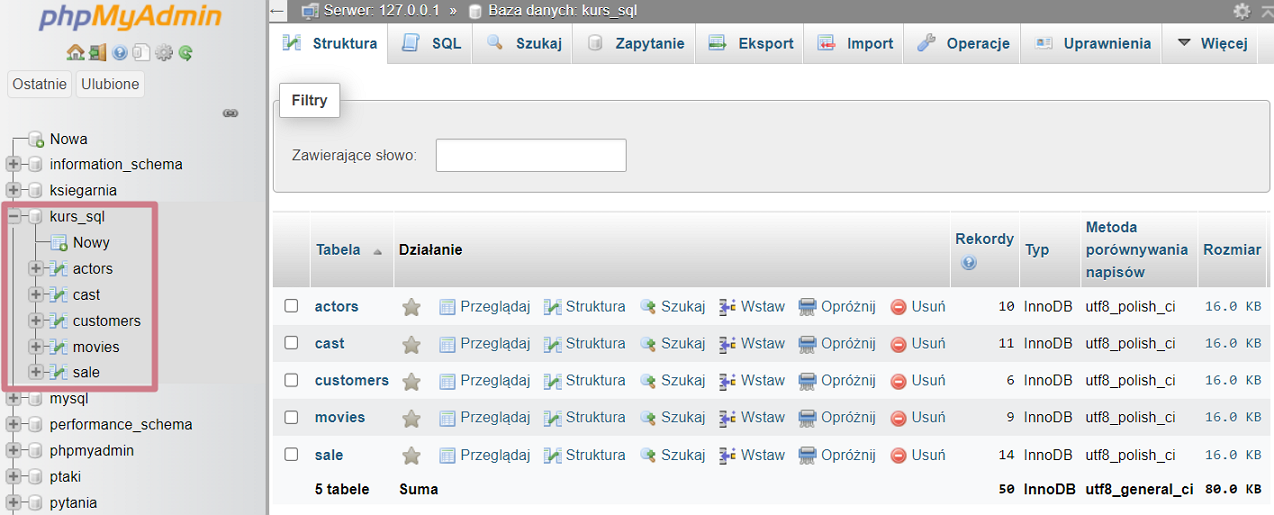 phpMyAdmin
Ostatnie Ulubione
Nowa
information_schema
ksiegarnia
kurs_sql
Nowy
actors
cast
customers
movies
sale
mysql
performance_schema
phpmyadmin
ptaki
pytania
Serwer: 127.0.0.1 » Baza danych: kurs_sql
Struktura SQL Szukaj Zapytanie Eksport Import Operacje Uprawnienia Więcej
Filtry
Zawierające słowo:
Tabela Działanie Rekordy Typ Metoda porównywania napisów Rozmiar
actors Przeglądaj Struktura Szukaj Wstaw Opróżnij Usuń 10 InnoDB utf8_polish_ci 16.0 KB
cast Przeglądaj Struktura Szukaj Wstaw Opróżnij Usuń 11 InnoDB utf8_polish_ci 16.0 KB
customers Przeglądaj Struktura Szukaj Wstaw Opróżnij Usuń 6 InnoDB utf8_polish_ci 16.0 KB
movies Przeglądaj Struktura Szukaj Wstaw Opróżnij Usuń 9 InnoDB utf8_polish_ci 16.0 KB
sale Przeglądaj Struktura Szukaj Wstaw Opróżnij Usuń 14 InnoDB utf8_polish_ci 16.0 KB
5 tabele Suma 50 InnoDB utf8_general_ci 80.0 KB